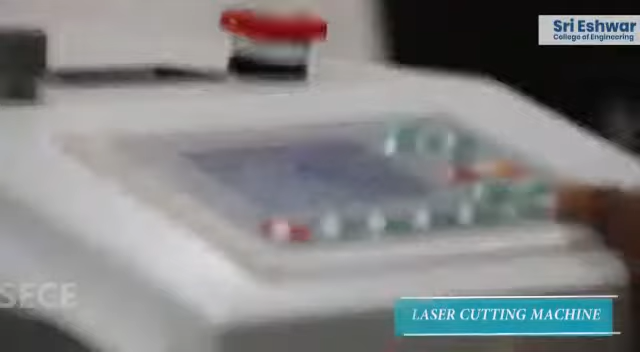 Sri Eshwar
College of Engineering
SECE
LASER CUTTING MACHINE